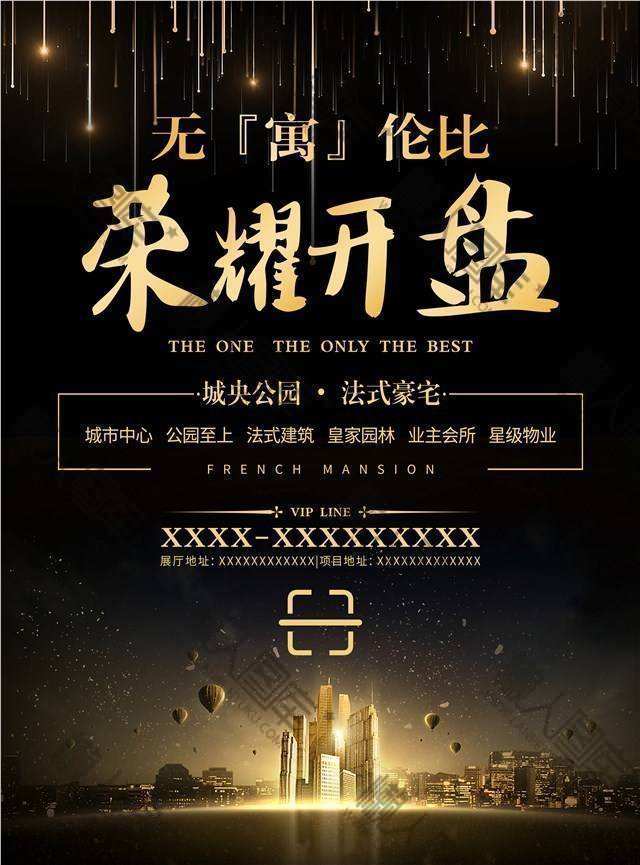 无『寓』伦比
荣耀开盘
THE ONE THE ONLY THE BEST
城央公园·法式豪宅
城市中心 公园至上 法式建筑 皇家园林 业主会所 星级物业
FRENCH MANSION
VIP LINE
XXXX-XXXXXXXXX
展厅地址:XXXXXXXXXXXX|项目地址:XXXXXXXXXXXXX